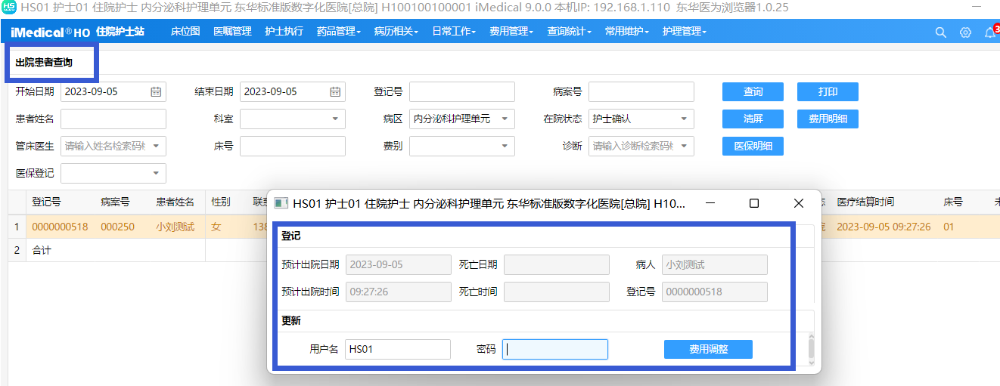 HS HS01 护士01 住院护士 内分泌科护理单元 东华标准版数字化医院[总院] H100100100001 iMedical 9.0.0 本机IP: 192.168.1.110 东华医为浏览器1.0.25
iMedical®HO 住院护士站 床位图 医嘱管理 护士执行 药品管理 病历相关 日常工作 费用管理 查询统计 常用维护 护理管理 3
出院患者查询
开始日期 2023-09-05 结束日期 2023-09-05 登记号 病案号 查询 打印
患者姓名 科室 病区 内分泌科护理单元 在院状态 护士确认 清屏 费用明细
管床医生 请输入姓名检索码 床号 费别 诊断 请输入诊断检索码 医保明细
医保登记
登记号 病案号 患者姓名 性别 联 医疗结算时间 床号
1 0000000518 000250 小刘测试 女 138 院 2023-09-05 09:27:26 01
2 合计
HS01 护士01 住院护士 内分泌科护理单元 东华标准版数字化医院[总院] H10...
登记
预计出院日期 2023-09-05 死亡日期 病人 小刘测试
预计出院时间 09:27:26 死亡时间 登记号 0000000518
更新
用户名 HS01 密码 费用调整